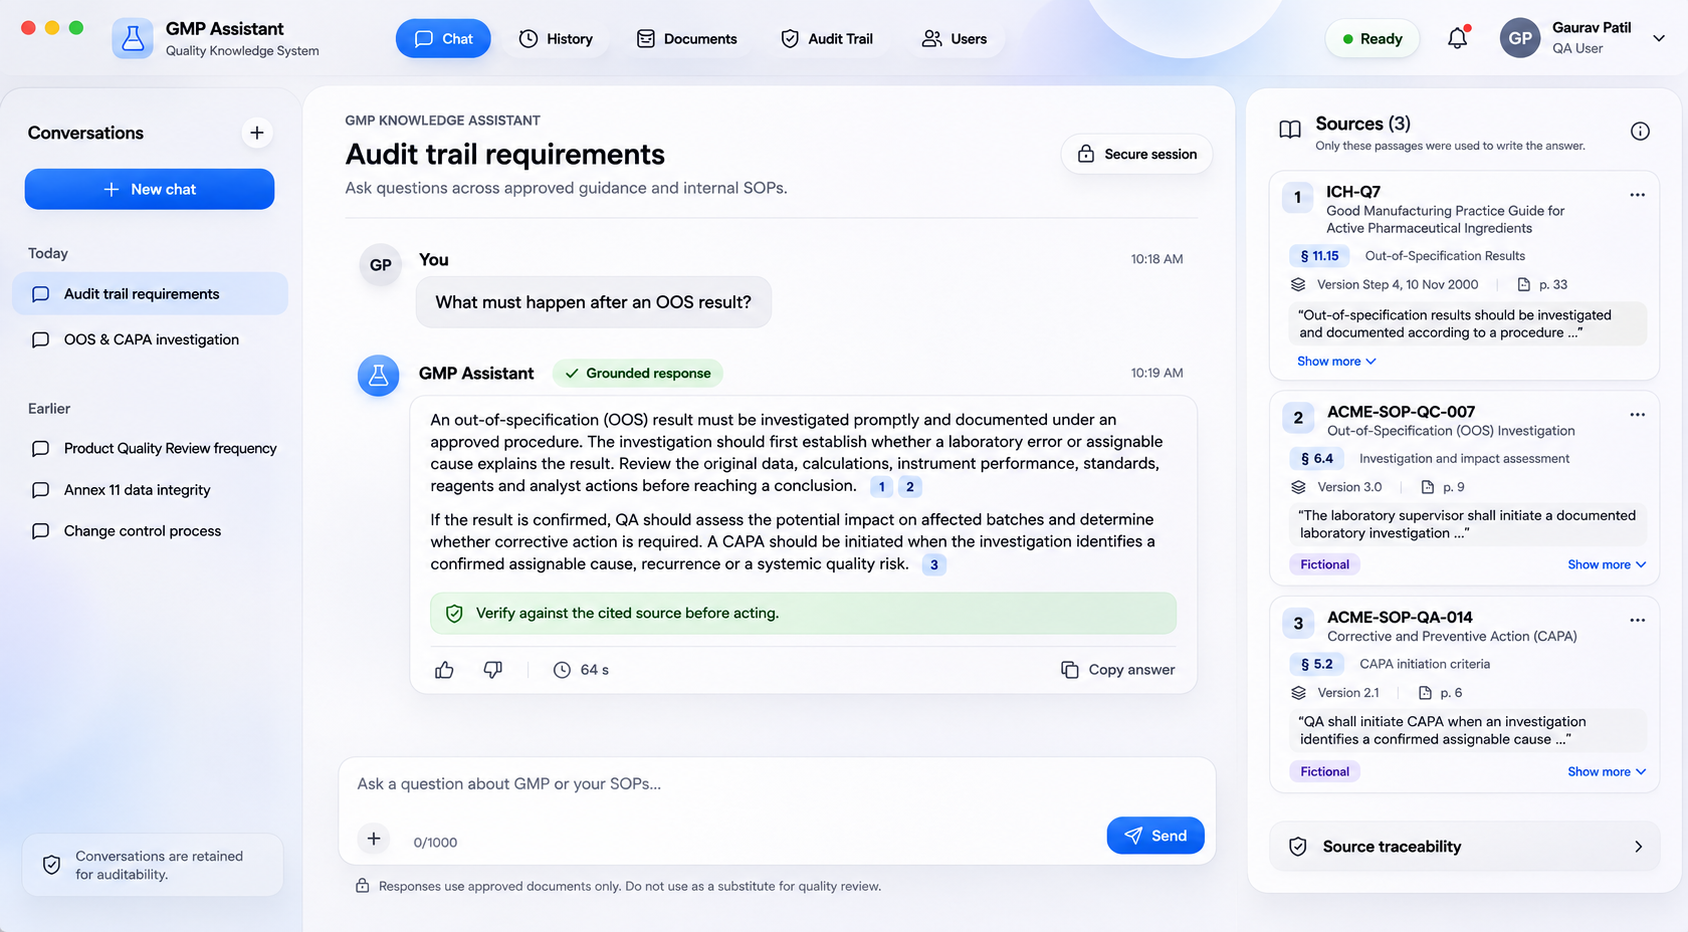 GMP Assistant
Quality Knowledge System
Chat
History
Documents
Audit Trail
Users
Ready
GP
Gaurav Patil
QA User
Conversations
New chat
Today
Audit trail requirements
OOS & CAPA investigation
Earlier
Product Quality Review frequency
Annex 11 data integrity
Change control process
Conversations are retained
for auditability.
GMP KNOWLEDGE ASSISTANT
Audit trail requirements
Ask questions across approved guidance and internal SOPs.
Secure session
GP
You
10:18 AM
What must happen after an OOS result?
GMP Assistant
Grounded response
10:19 AM
An out-of-specification (OOS) result must be investigated promptly and documented under an
approved procedure. The investigation should first establish whether a laboratory error or assignable
cause explains the result. Review the original data, calculations, instrument performance, standards,
reagents and analyst actions before reaching a conclusion. 1 2
If the result is confirmed, QA should assess the potential impact on affected batches and determine
whether corrective action is required. A CAPA should be initiated when the investigation identifies a
confirmed assignable cause, recurrence or a systemic quality risk. 3
Verify against the cited source before acting.
64 s
Copy answer
Ask a question about GMP or your SOPs...
0/1000
Send
Responses use approved documents only. Do not use as a substitute for quality review.
Sources (3)
Only these passages were used to write the answer.
1
ICH-Q7
Good Manufacturing Practice Guide for
Active Pharmaceutical Ingredients
§ 11.15 Out-of-Specification Results
Version Step 4, 10 Nov 2000 p. 33
“Out-of-specification results should be investigated
and documented according to a procedure ...”
Show more
2
ACME-SOP-QC-007
Out-of-Specification (OOS) Investigation
§ 6.4 Investigation and impact assessment
Version 3.0 p. 9
“The laboratory supervisor shall initiate a documented
laboratory investigation ...”
Fictional
Show more
3
ACME-SOP-QA-014
Corrective and Preventive Action (CAPA)
§ 5.2 CAPA initiation criteria
Version 2.1 p. 6
“QA shall initiate CAPA when an investigation
identifies a confirmed assignable cause ...”
Fictional
Show more
Source traceability